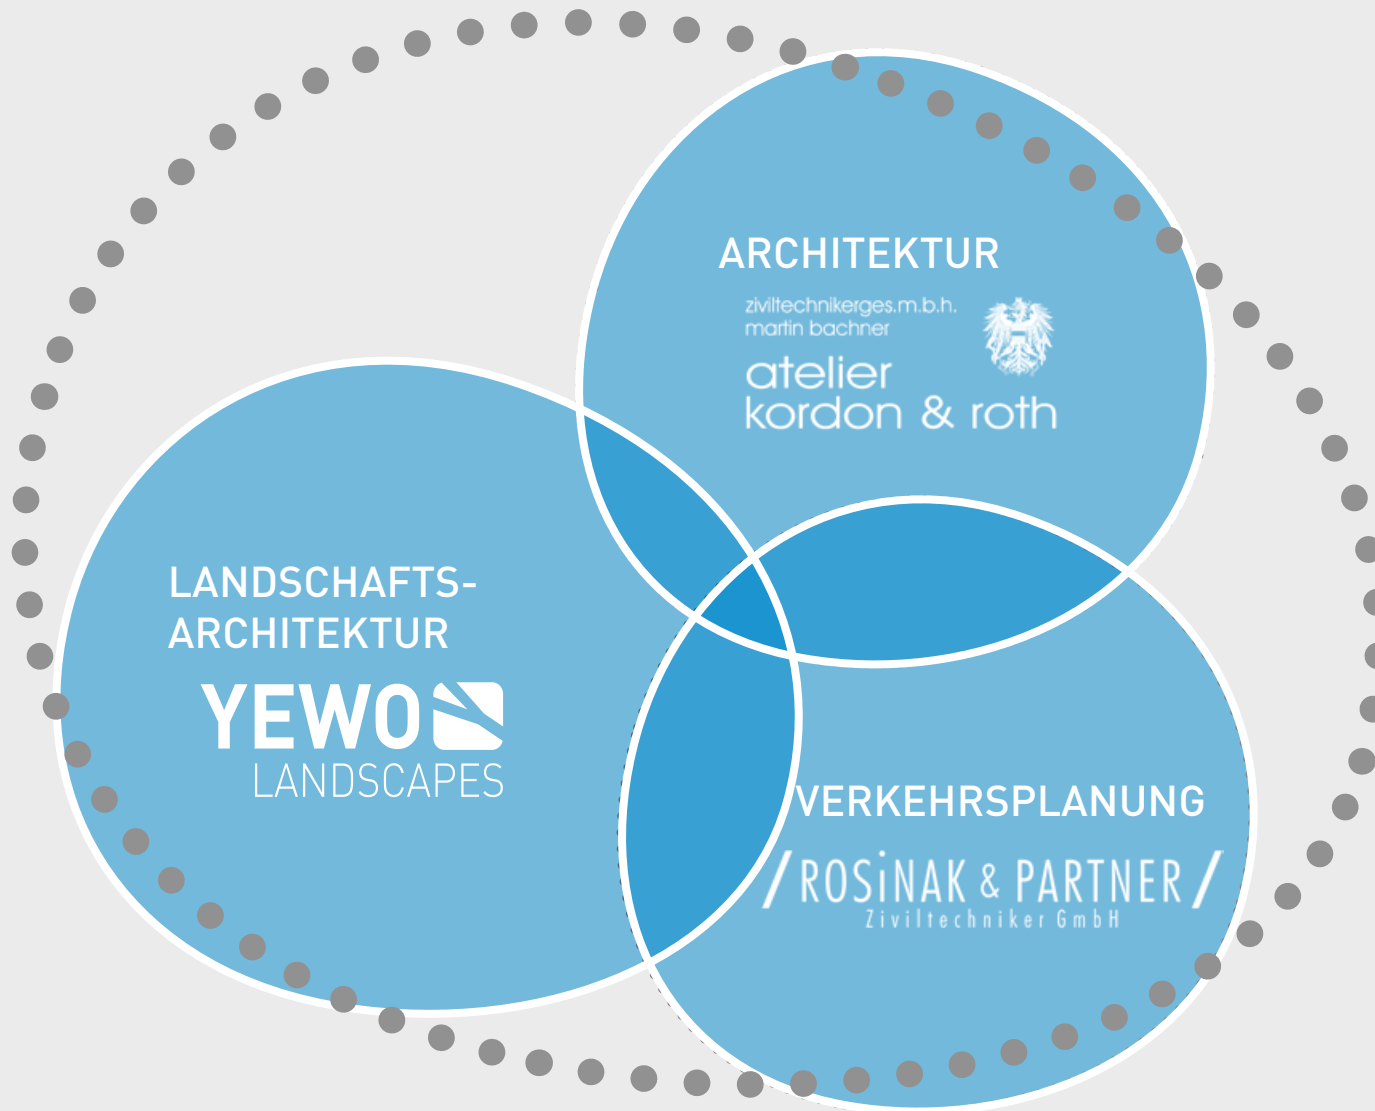 ARCHITEKTUR
ziviltechnikerges.m.b.h.
martin bachner
atelier
kordon & roth
LANDSCHAFTS-
ARCHITEKTUR
YEWO
LANDSCAPES
VERKEHRSPLANUNG
/ROSiNAK & PARTNER/
Ziviltechniker GmbH